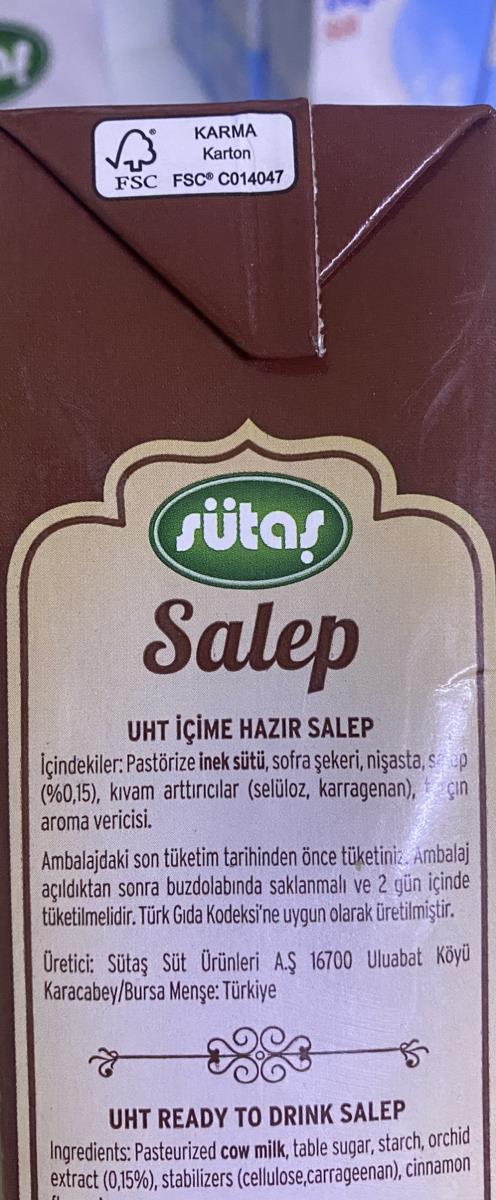 KARMA
Karton
FSC FSC® C014047
sütaş
Salep
UHT İÇİME HAZIR SALEP
İçindekiler: Pastörize inek sütü, sofra şekeri, nişasta,
(%0,15), kıvam arttırıcılar (selüloz, karragenan),
aroma vericisi.
Ambalajdaki son tüketim tarihinden önce tüketiniz. Ambalaj
açıldıktan sonra buzdolabında saklanmalı ve 2 gün içinde
tüketilmelidir. Türk Gıda Kodeksi'ne uygun olarak üretilmiştir.
Üretici: Sütaş Süt Ürünleri A.Ş 16700 Uluabat Köyü
Karacabey/Bursa Menşe: Türkiye
UHT READY TO DRINK SALEP
Ingredients: Pasteurized cow milk, table sugar, starch, orchid
extract (0,15%), stabilizers (cellulose,carrageenan), cinnamon